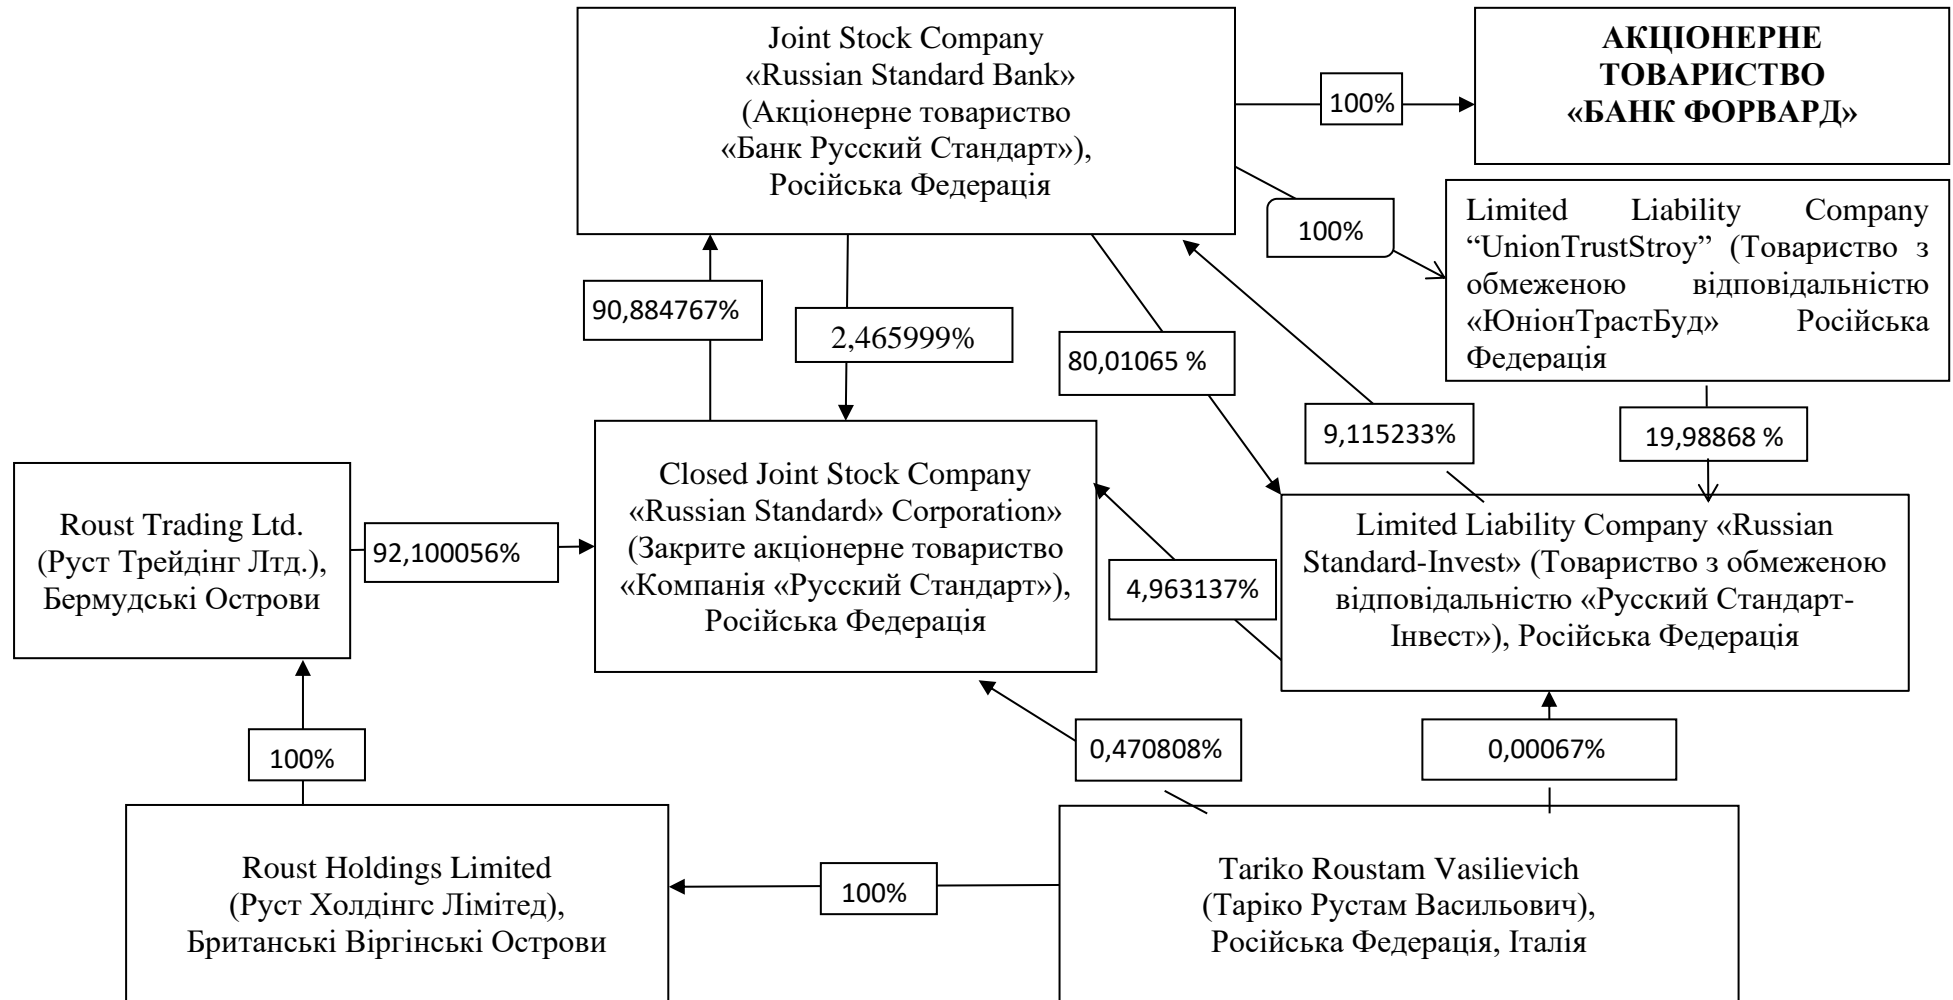 Joint Stock Company
«Russian Standard Bank»
(Акціонерне товариство
«Банк Русский Стандарт»),
Російська Федерація
АКЦІОНЕРНЕ
ТОВАРИСТВО
«БАНК ФОРВАРД»
100%
Limited Liability Company
“UnionTrustStroy” (Товариство з
обмеженою відповідальністю
«ЮніонТрастБуд» Російська
Федерація
100%
90,884767%
2,465999%
80,01065 %
9,115233%
19,98868 %
Roust Trading Ltd.
(Руст Трейдінг Лтд.),
Бермудські Острови
92,100056%
Closed Joint Stock Company
«Russian Standard» Corporation»
(Закрите акціонерне товариство
«Компанія «Русский Стандарт»),
Російська Федерація
4,963137%
Limited Liability Company «Russian
Standard-Invest» (Товариство з обмеженою
відповідальністю «Русский Стандарт-
Інвест»), Російська Федерація
100%
0,470808%
0,00067%
Roust Holdings Limited
(Руст Холдінгс Лімітед),
Британські Віргінські Острови
100%
Tariko Roustam Vasilievich
(Таріко Рустам Васильович),
Російська Федерація, Італія